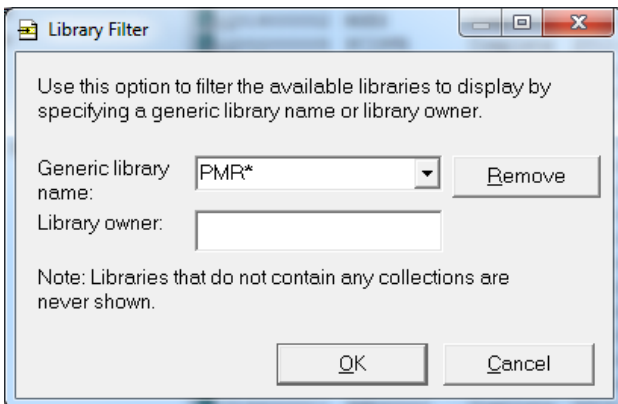 Library Filter
Use this option to filter the available libraries to display by
specifying a generic library name or library owner.
Generic library
name:
PMR*
Remove
Library owner:
Note: Libraries that do not contain any collections are
never shown.
OK
Cancel